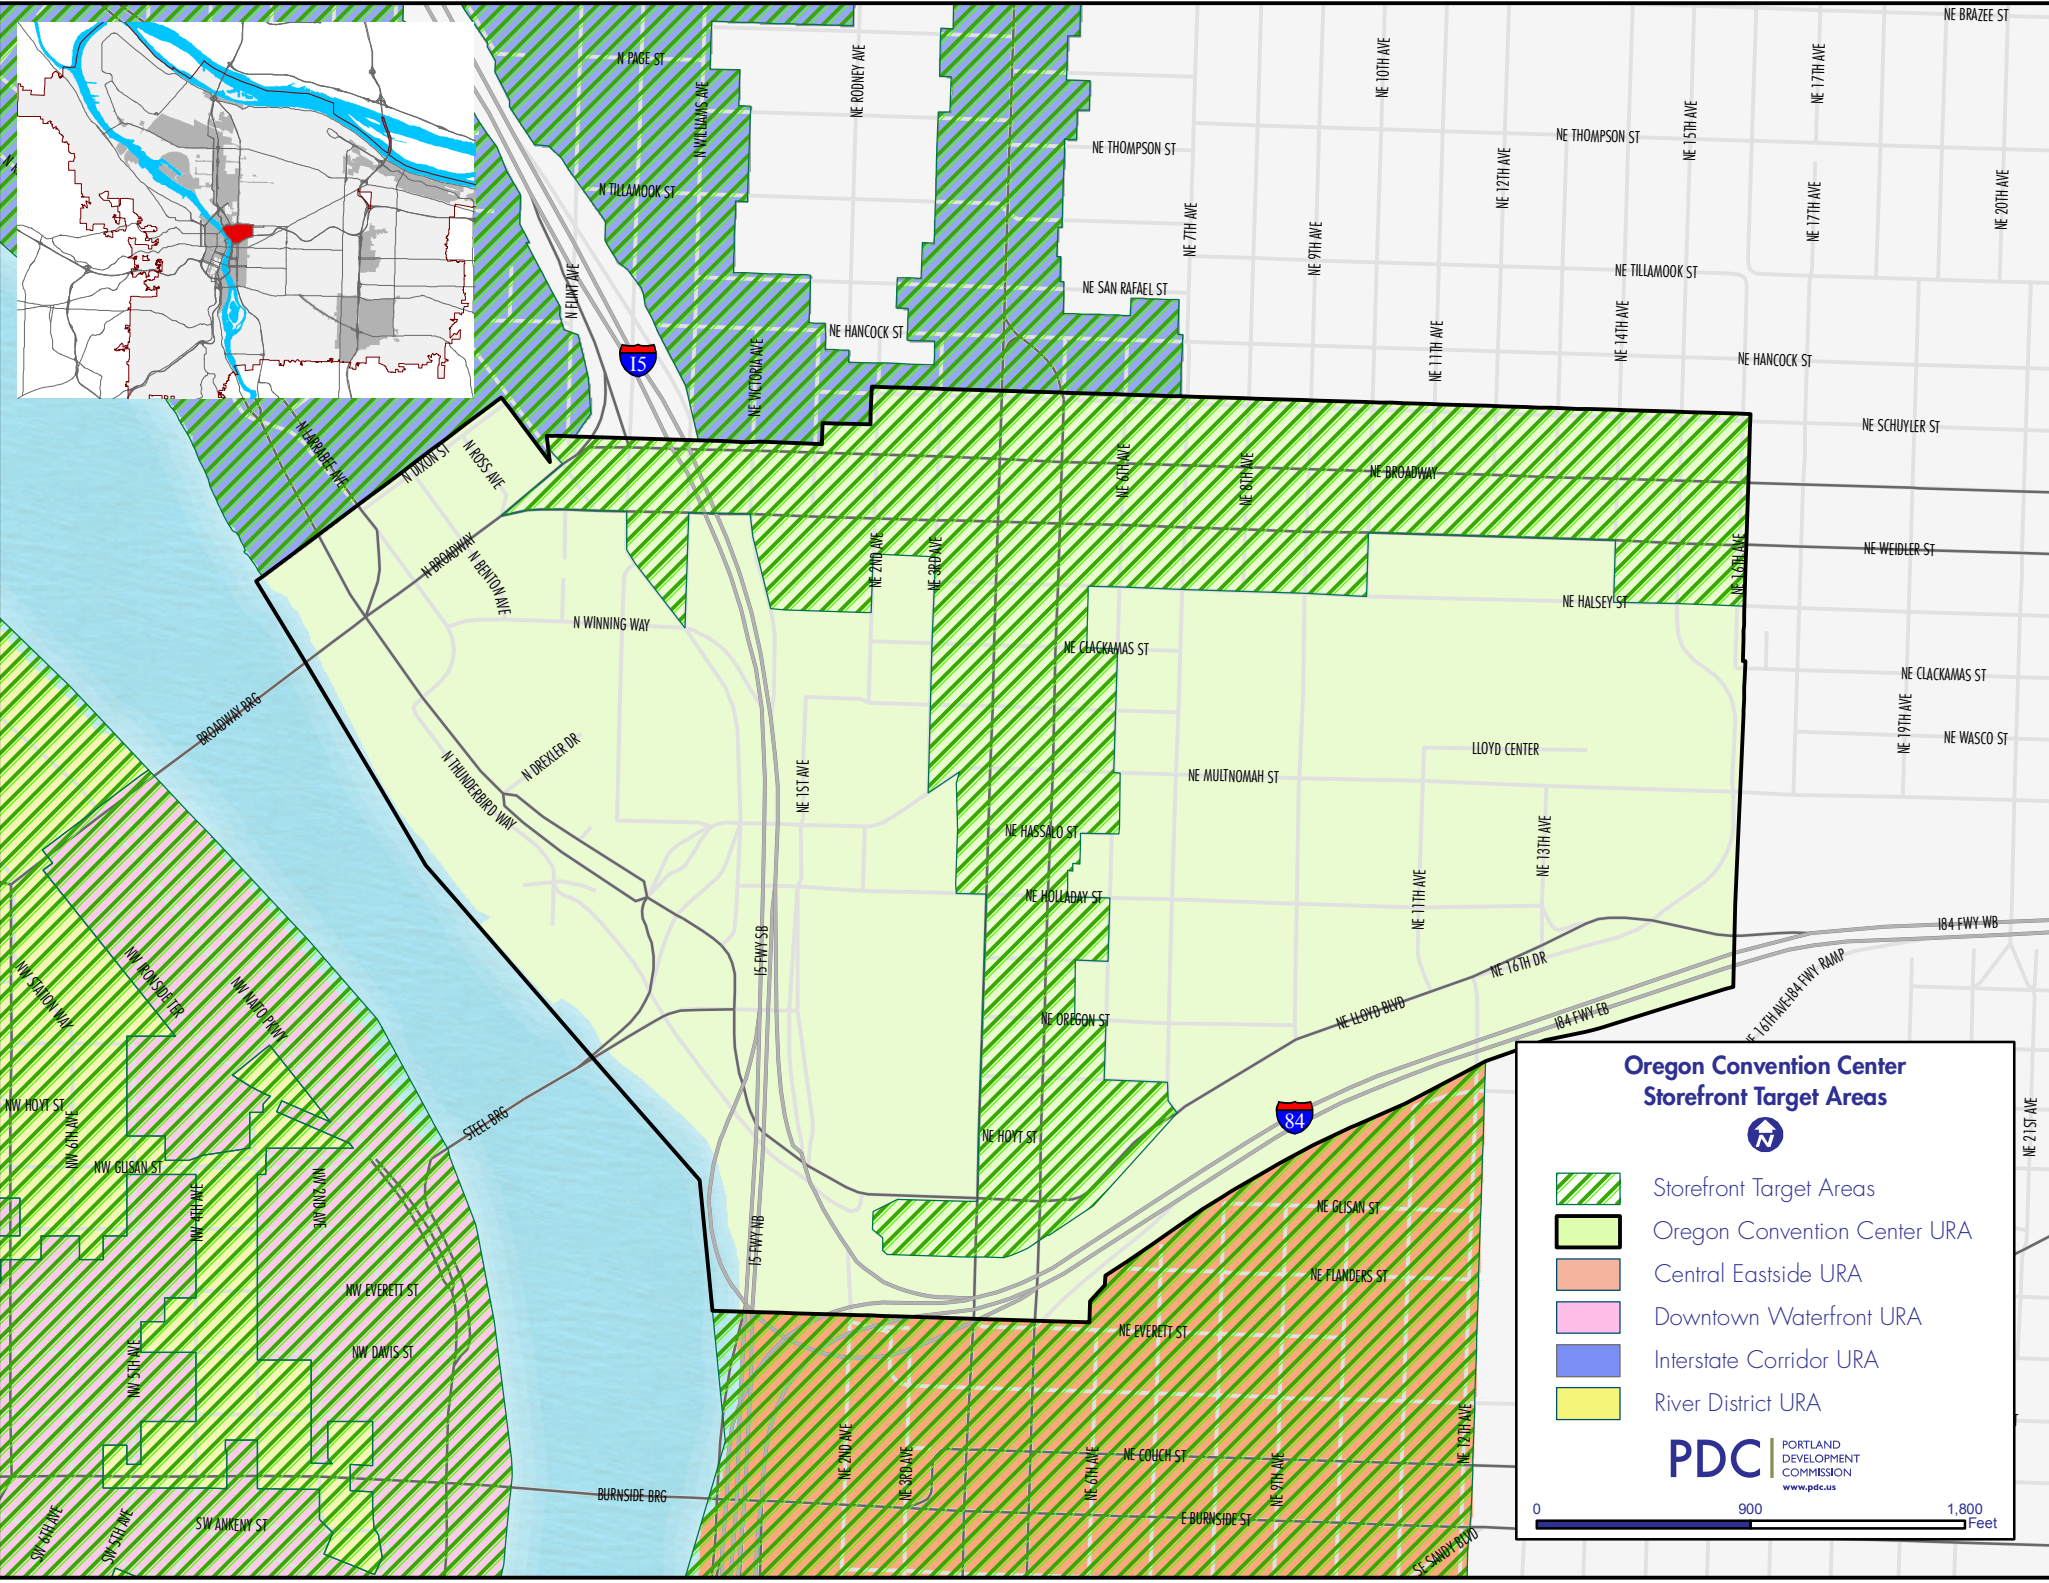 NE BRAZEE ST
N PAGE ST
NE RODNEY AVE
N WILLIAMS AVE
NE 10TH AVE
NE 17TH AVE
NE 15TH AVE
NE THOMPSON ST
NE THOMPSON ST
NE 12TH AVE
N TILLAMOOK ST
NE 7TH AVE
NE 9TH AVE
NE 17TH AVE
NE 20TH AVE
NE TILLAMOOK ST
N FLINT AVE
NE SAN RAFAEL ST
NE HANCOCK ST
NE 11TH AVE
NE 14TH AVE
NE HANCOCK ST
I5
NE VICTORIA AVE
NE SCHUYLER ST
N LARRABEE AVE
N DIXON ST
N ROSS AVE
NE 6TH AVE
NE 8TH AVE
NE BROADWAY
N BROADWAY
N BENTON AVE
NE 2ND AVE
NE 3RD AVE
NE 16TH AVE
NE WEIDLER ST
NE HALSEY ST
N WINNING WAY
NE CLACKAMAS ST
NE CLACKAMAS ST
BROADWAY BRG
N DREXLER DR
N THUNDERBIRD WAY
NE 1ST AVE
NE MULTNOMAH ST
LLOYD CENTER
NE 19TH AVE
NE WASCO ST
NE HASSALO ST
NE 13TH AVE
NE HOLLADAY ST
NE 11TH AVE
I5 FWY SB
I84 FWY WB
NE 16TH DR
NE LLOYD BLVD
I84 FWY EB
NE 16TH AVE-I84 FWY RAMP
NW STATION WAY
NW IRONSIDE TER
NW NAITO PKWY
NE OREGON ST
STEEL BRG
NE HOYT ST
84
NW HOYT ST
NW 6TH AVE
NW GLISAN ST
NW 4TH AVE
NW 2ND AVE
I5 FWY NB
NE GLISAN ST
NE FLANDERS ST
NW EVERETT ST
NE EVERETT ST
NW DAVIS ST
NW 5TH AVE
NE 2ND AVE
NE 3RD AVE
NE COUCH ST
NE 6TH AVE
NE 9TH AVE
NE 12TH AVE
BURNSIDE BRG
E BURNSIDE ST
SW 6TH AVE
SW 5TH AVE
SW ANKENY ST
SE SANDY BLVD
NE 21ST AVE
Oregon Convention Center
Storefront Target Areas
N
Storefront Target Areas
Oregon Convention Center URA
Central Eastside URA
Downtown Waterfront URA
Interstate Corridor URA
River District URA
PDC
PORTLAND
DEVELOPMENT
COMMISSION
www.pdc.us
0 900 1,800
Feet